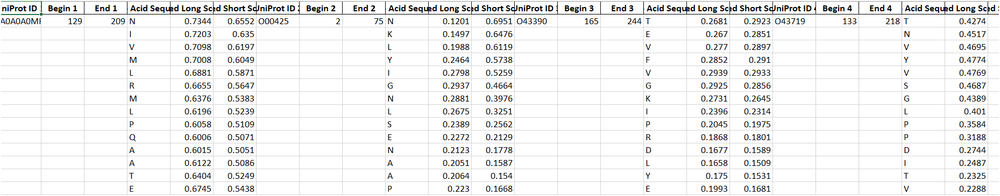 niProt ID Begin 1 End 1 Acid Sequ ed Long Sc ed Short Sc niProt ID Begin 2 End 2 Acid Sequ ed Long Sc ed Short Sc niProt ID Begin 3 End 3 Acid Sequ ed Long Sc ed Short Sc niProt ID Begin 4 End 4 Acid Sequ ed Long Sc ed
A0A0A0M 129 209 N 0.7344 0.6552 O00425 2 75 N 0.1201 0.6951 O43390 165 244 T 0.2681 0.2923 O43719 133 218 T 0.4274
I 0.7203 0.635 K 0.1497 0.6476 E 0.267 0.2851 N 0.4517
V 0.7098 0.6197 L 0.1988 0.6119 V 0.277 0.2897 V 0.4695
M 0.7008 0.6049 Y 0.2464 0.5738 F 0.2852 0.291 Y 0.4774
L 0.6881 0.5871 I 0.2798 0.5259 V 0.2939 0.2933 V 0.4769
R 0.6655 0.5647 G 0.2937 0.4664 G 0.2925 0.2856 S 0.4687
M 0.6376 0.5383 N 0.2881 0.3976 K 0.2731 0.2645 G 0.4389
L 0.6196 0.5239 L 0.2675 0.3251 I 0.2396 0.2314 L 0.401
P 0.6058 0.5109 S 0.2389 0.2562 P 0.2045 0.1975 P 0.3584
Q 0.6006 0.5071 E 0.2272 0.2129 R 0.1868 0.1801 P 0.3188
A 0.6015 0.5051 N 0.2123 0.1778 D 0.1677 0.1589 D 0.2744
A 0.6122 0.5086 A 0.2051 0.1587 L 0.1658 0.1509 I 0.2487
T 0.6404 0.5249 A 0.2064 0.154 Y 0.175 0.1531 T 0.2325
E 0.6745 0.5438 P 0.223 0.1668 E 0.1993 0.1681 V 0.2288